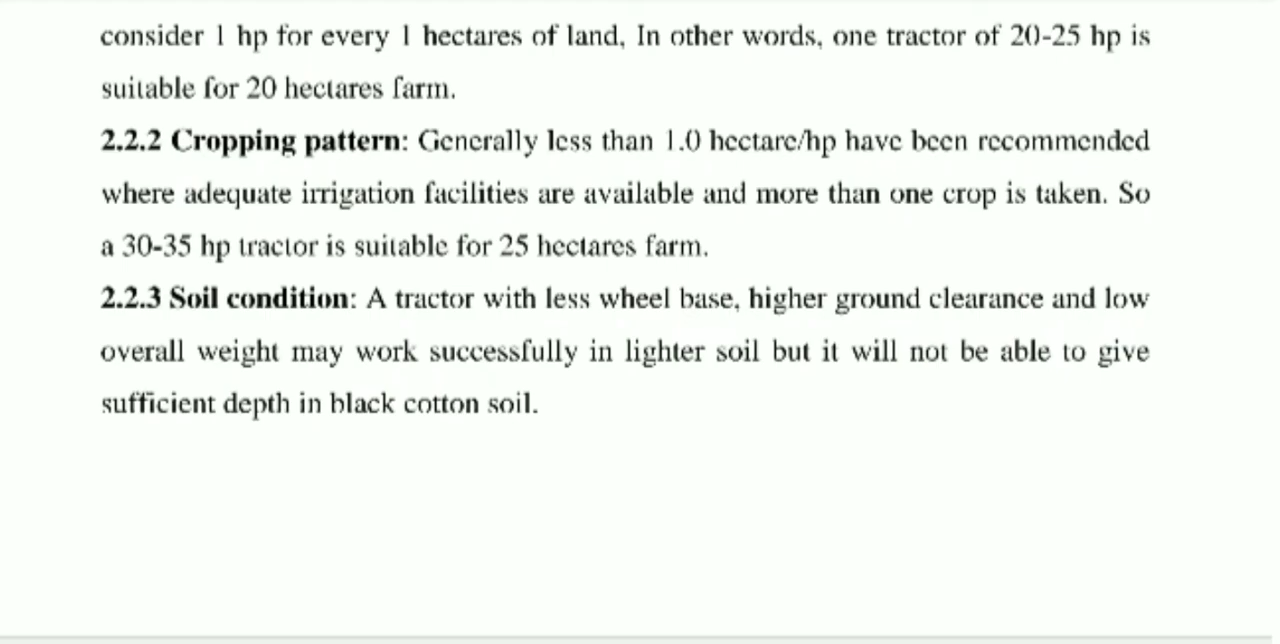 consider 1 hp for every 1 hectares of land, In other words, one tractor of 20-25 hp is
suitable for 20 hectares farm.
2.2.2 Cropping pattern: Generally less than 1.0 hectare/hp have been recommended
where adequate irrigation facilities are available and more than one crop is taken. So
a 30-35 hp tractor is suitable for 25 hectares farm.
2.2.3 Soil condition: A tractor with less wheel base, higher ground clearance and low
overall weight may work successfully in lighter soil but it will not be able to give
sufficient depth in black cotton soil.